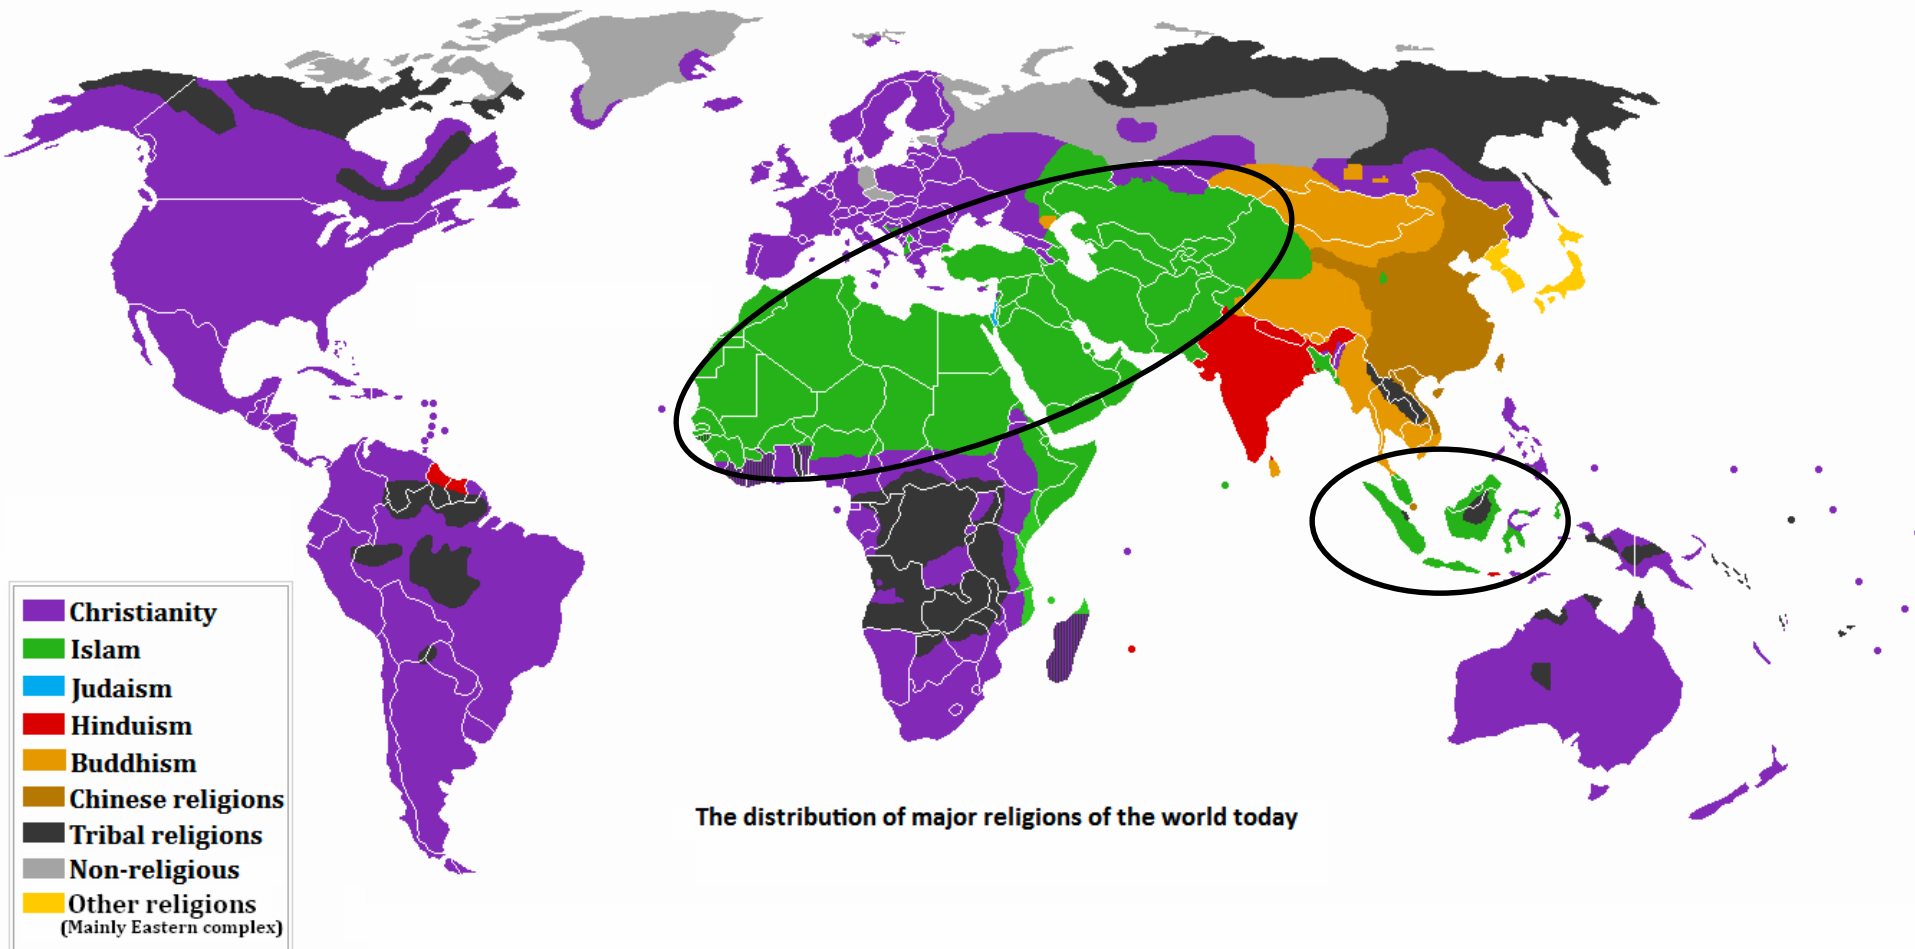 Christianity
Islam
Judaism
Hinduism
Buddhism
Chinese religions
Tribal religions
Non-religious
Other religions
(Mainly Eastern complex)
The distribution of major religions of the world today